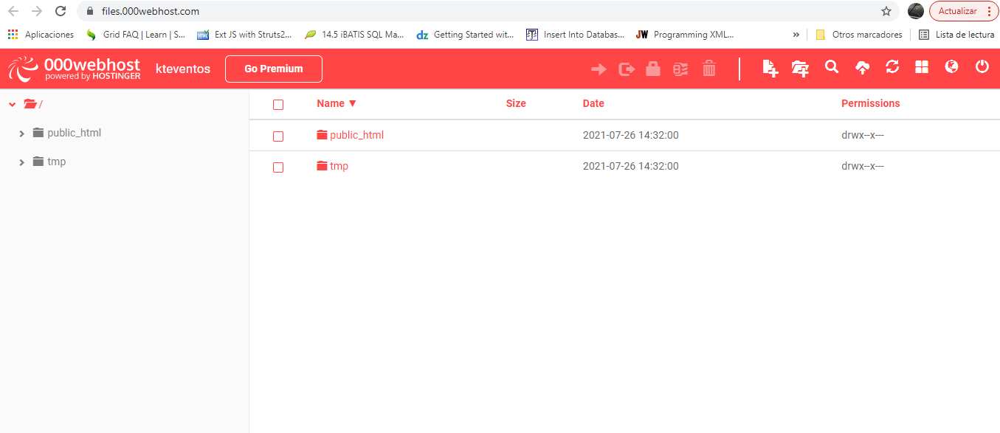 files.000webhost.com
Actualizar
Aplicaciones
Grid FAQ | Learn | S...
Ext JS with Struts2...
14.5 iBATIS SQL Ma...
dz Getting Started wit...
Insert Into Databas...
JW Programming XML...
»
Otros marcadores
Lista de lectura
000webhost
powered by HOSTINGER
kteventos
Go Premium
/
public_html
tmp
Name ▼ Size Date Permissions
public_html 2021-07-26 14:32:00 drwx--x---
tmp 2021-07-26 14:32:00 drwx--x---